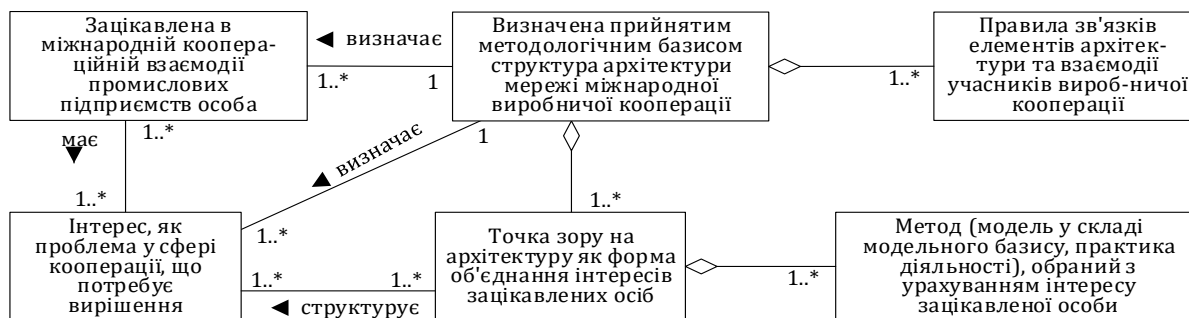 Зацікавлена в
міжнародній коопера-
ційній взаємодії
промислових
підприємств особа
визначає
1..*
1
Визначена прийнятим
методологічним базисом
структура архітектури
мережі міжнародної
виробничої кооперації
1..*
Правила зв'язків
елементів архітек-
тури та взаємодії
учасників вироб-ничої
кооперації
1..*
має
1..*
визначає
1
1..*
1..*
Інтерес, як
проблема у сфері
кооперації, що
потребує
вирішення
1..*
1..*
структурує
Точка зору на
архітектуру як форма
об'єднання інтересів
зацікавлених осіб
1..*
Метод (модель у складі
модельного базису, практика
діяльності), обраний з
урахуванням інтересу
зацікавленої особи